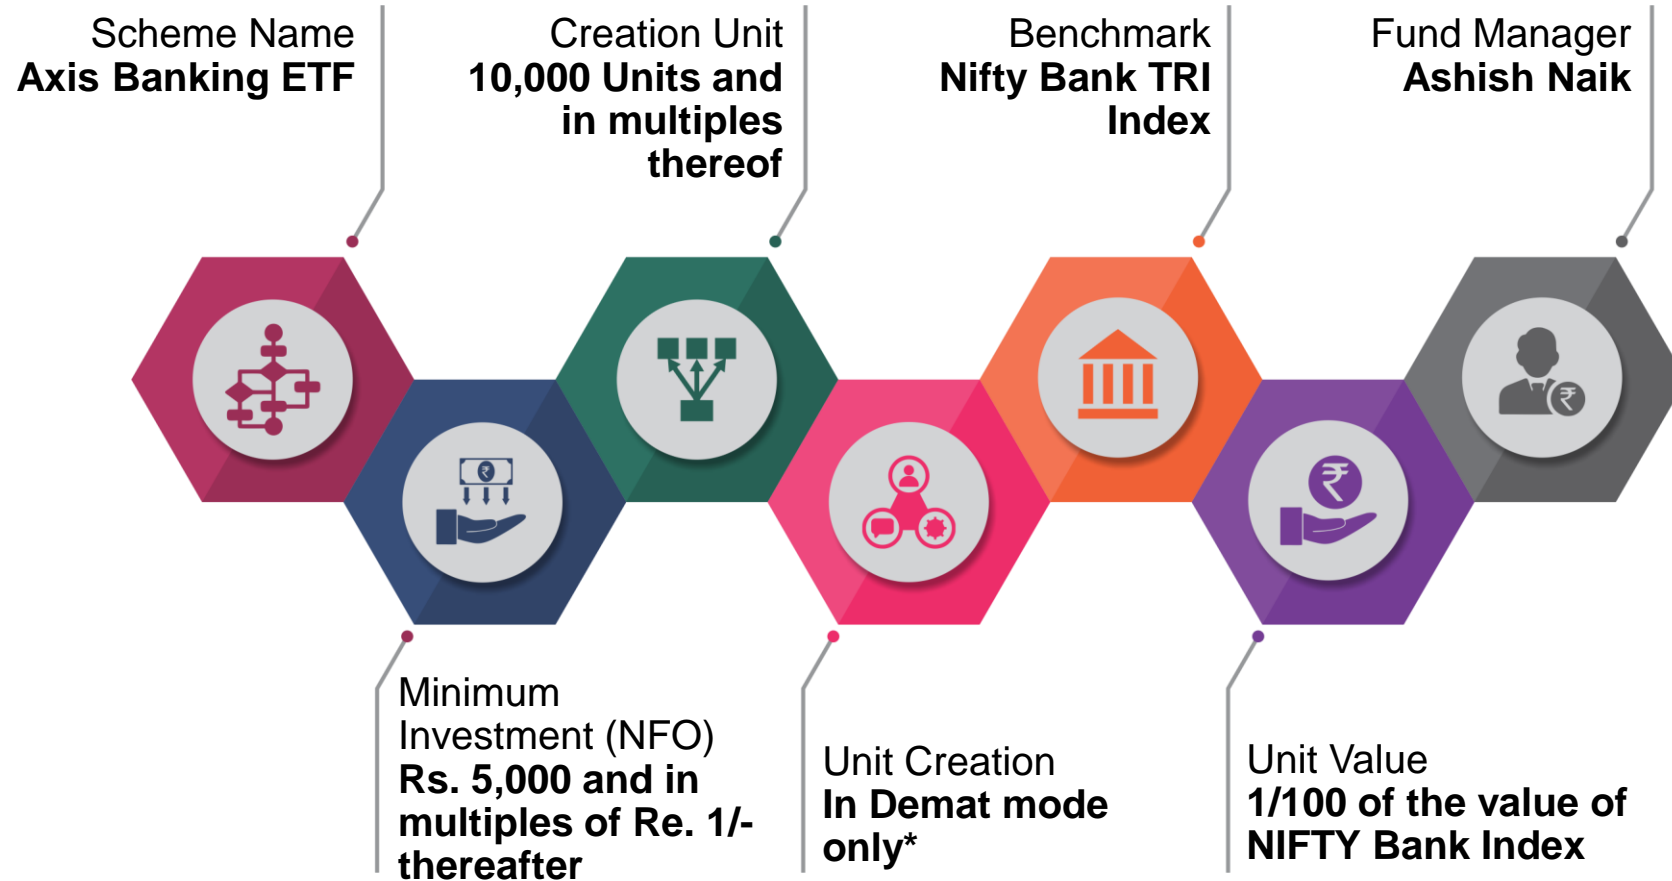 Scheme Name
Axis Banking ETF
Creation Unit
10,000 Units and
in multiples
thereof
Benchmark
Nifty Bank TRI
Index
Fund Manager
Ashish Naik
₹
₹
₹
Minimum
Investment (NFO)
Rs. 5,000 and in
multiples of Re. 1/-
thereafter
Unit Creation
In Demat mode
only*
Unit Value
1/100 of the value of
NIFTY Bank Index